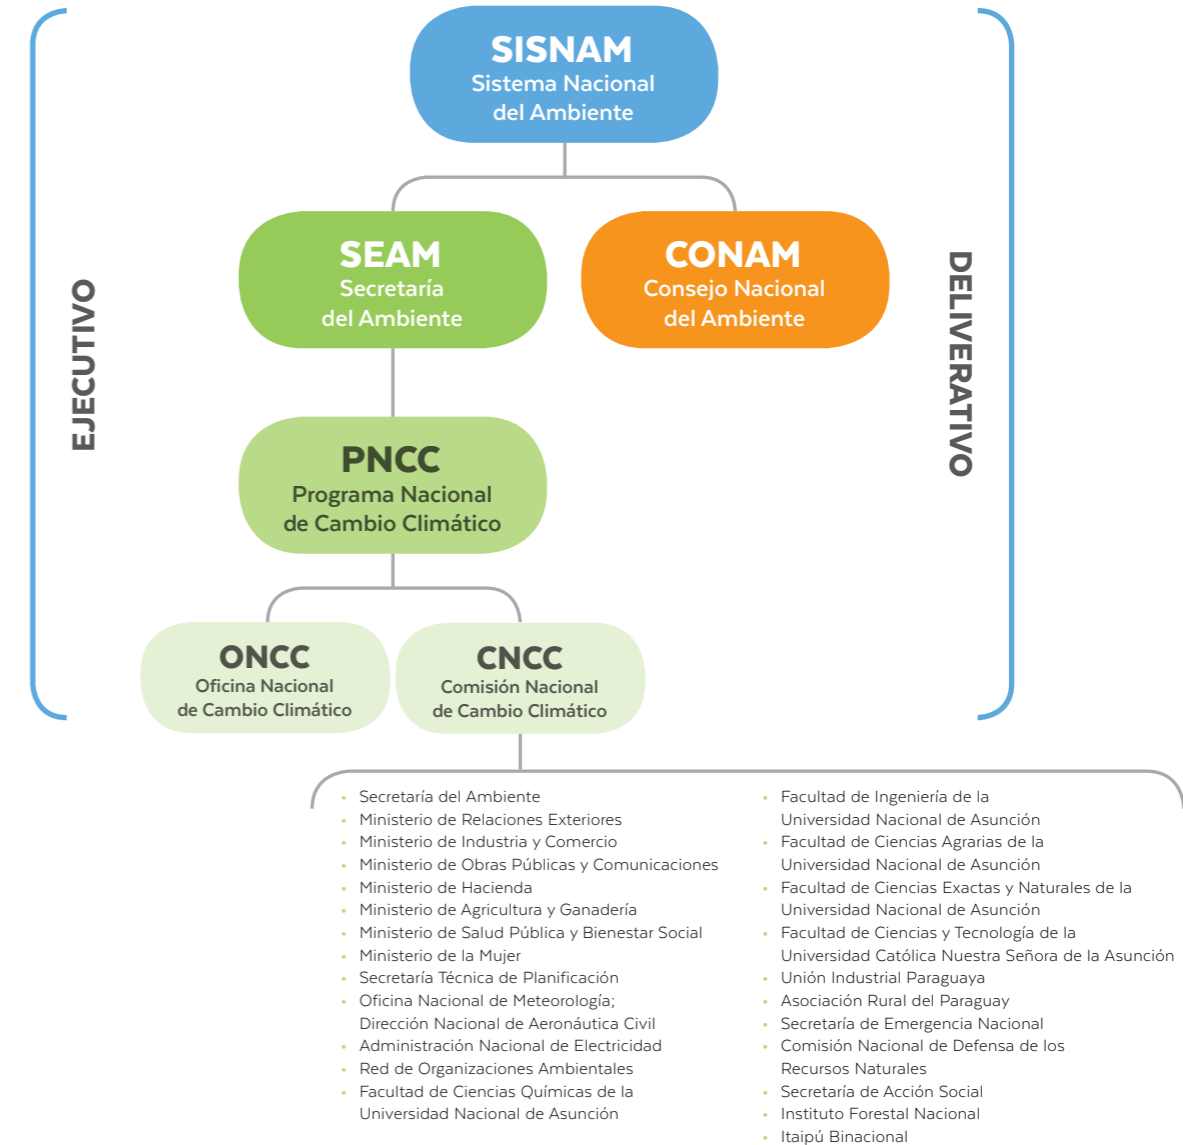 SISNAM
Sistema Nacional
del Ambiente
SEAM
Secretaría
del Ambiente
CONAM
Consejo Nacional
del Ambiente
EJECUTIVO
DELIVERATIVO
PNCC
Programa Nacional
de Cambio Climático
ONCC
Oficina Nacional
de Cambio Climático
CNCC
Comisión Nacional
de Cambio Climático
• Secretaría del Ambiente
• Ministerio de Relaciones Exteriores
• Ministerio de Industria y Comercio
• Ministerio de Obras Públicas y Comunicaciones
• Ministerio de Hacienda
• Ministerio de Agricultura y Ganadería
• Ministerio de Salud Pública y Bienestar Social
• Ministerio de la Mujer
• Secretaría Técnica de Planificación
• Oficina Nacional de Meteorología;
Dirección Nacional de Aeronáutica Civil
• Administración Nacional de Electricidad
• Red de Organizaciones Ambientales
• Facultad de Ciencias Químicas de la
Universidad Nacional de Asunción
• Facultad de Ingeniería de la
Universidad Nacional de Asunción
• Facultad de Ciencias Agrarias de la
Universidad Nacional de Asunción
• Facultad de Ciencias Exactas y Naturales de la
Universidad Nacional de Asunción
• Facultad de Ciencias y Tecnología de la
Universidad Católica Nuestra Señora de la Asunción
• Unión Industrial Paraguaya
• Asociación Rural del Paraguay
• Secretaría de Emergencia Nacional
• Comisión Nacional de Defensa de los
Recursos Naturales
• Secretaría de Acción Social
• Instituto Forestal Nacional
• Itaipú Binacional